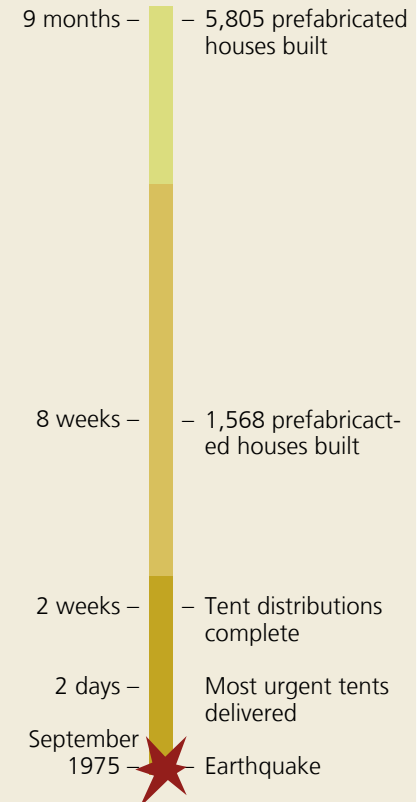 9 months – – 5,805 prefabricated
houses built
8 weeks – – 1,568 prefabricact-
ed houses built
2 weeks – – Tent distributions
complete
2 days – Most urgent tents
delivered
September
1975 – – Earthquake